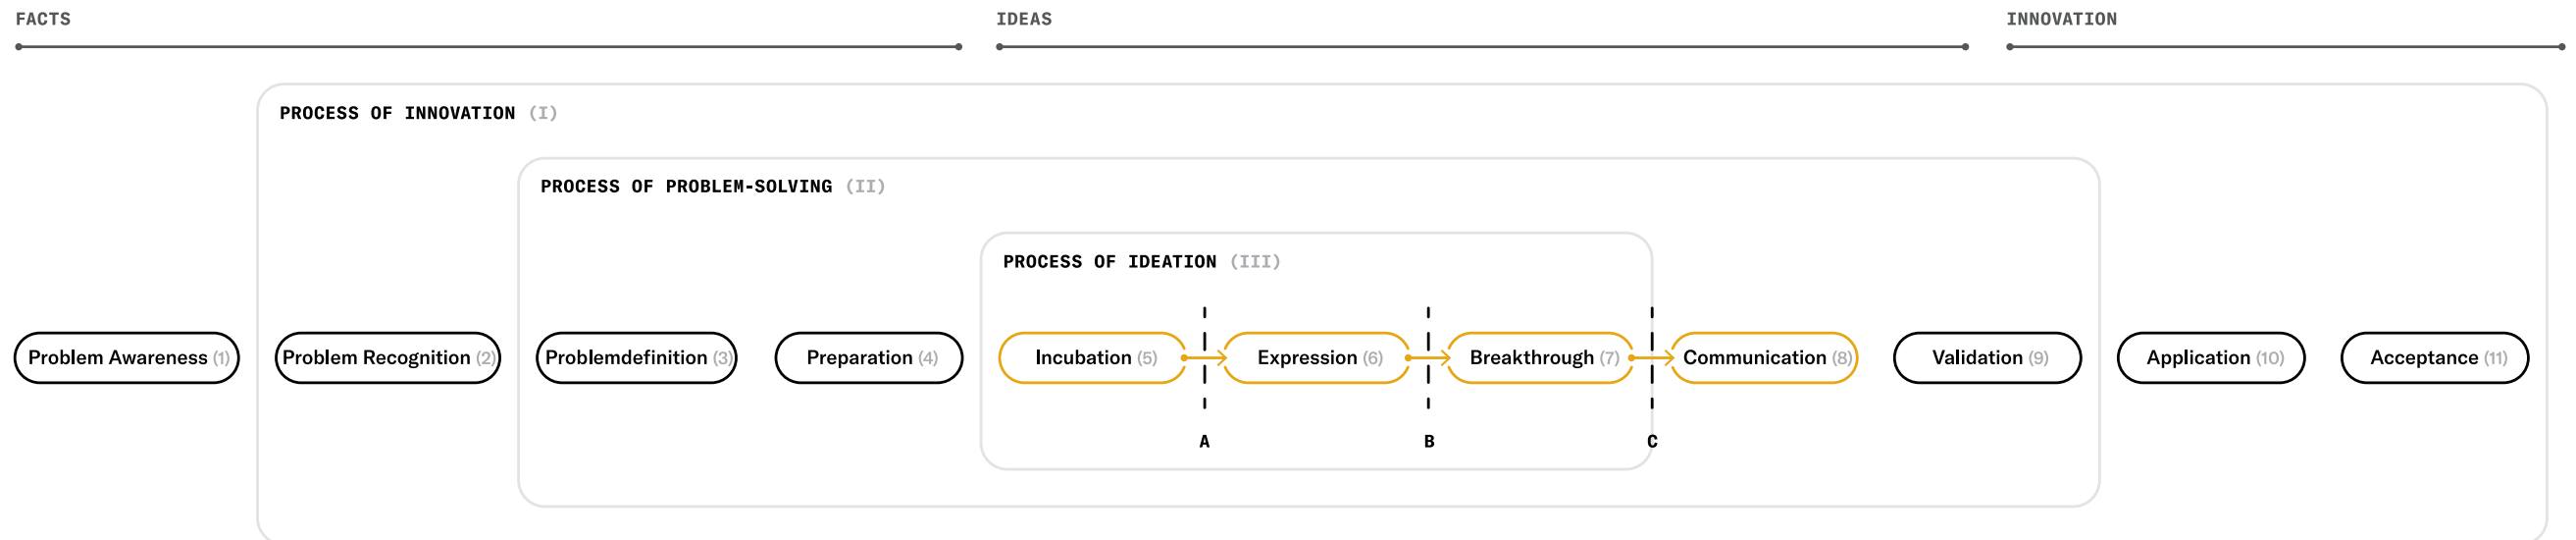 FACTS
IDEAS
INNOVATION
PROCESS OF INNOVATION (I)
PROCESS OF PROBLEM-SOLVING (II)
PROCESS OF IDEATION (III)
Problem Awareness (1)
Problem Recognition (2)
Problemdefinition (3)
Preparation (4)
Incubation (5)
Expression (6)
Breakthrough (7)
Communication (8)
Validation (9)
Application (10)
Acceptance (11)
A
B
C